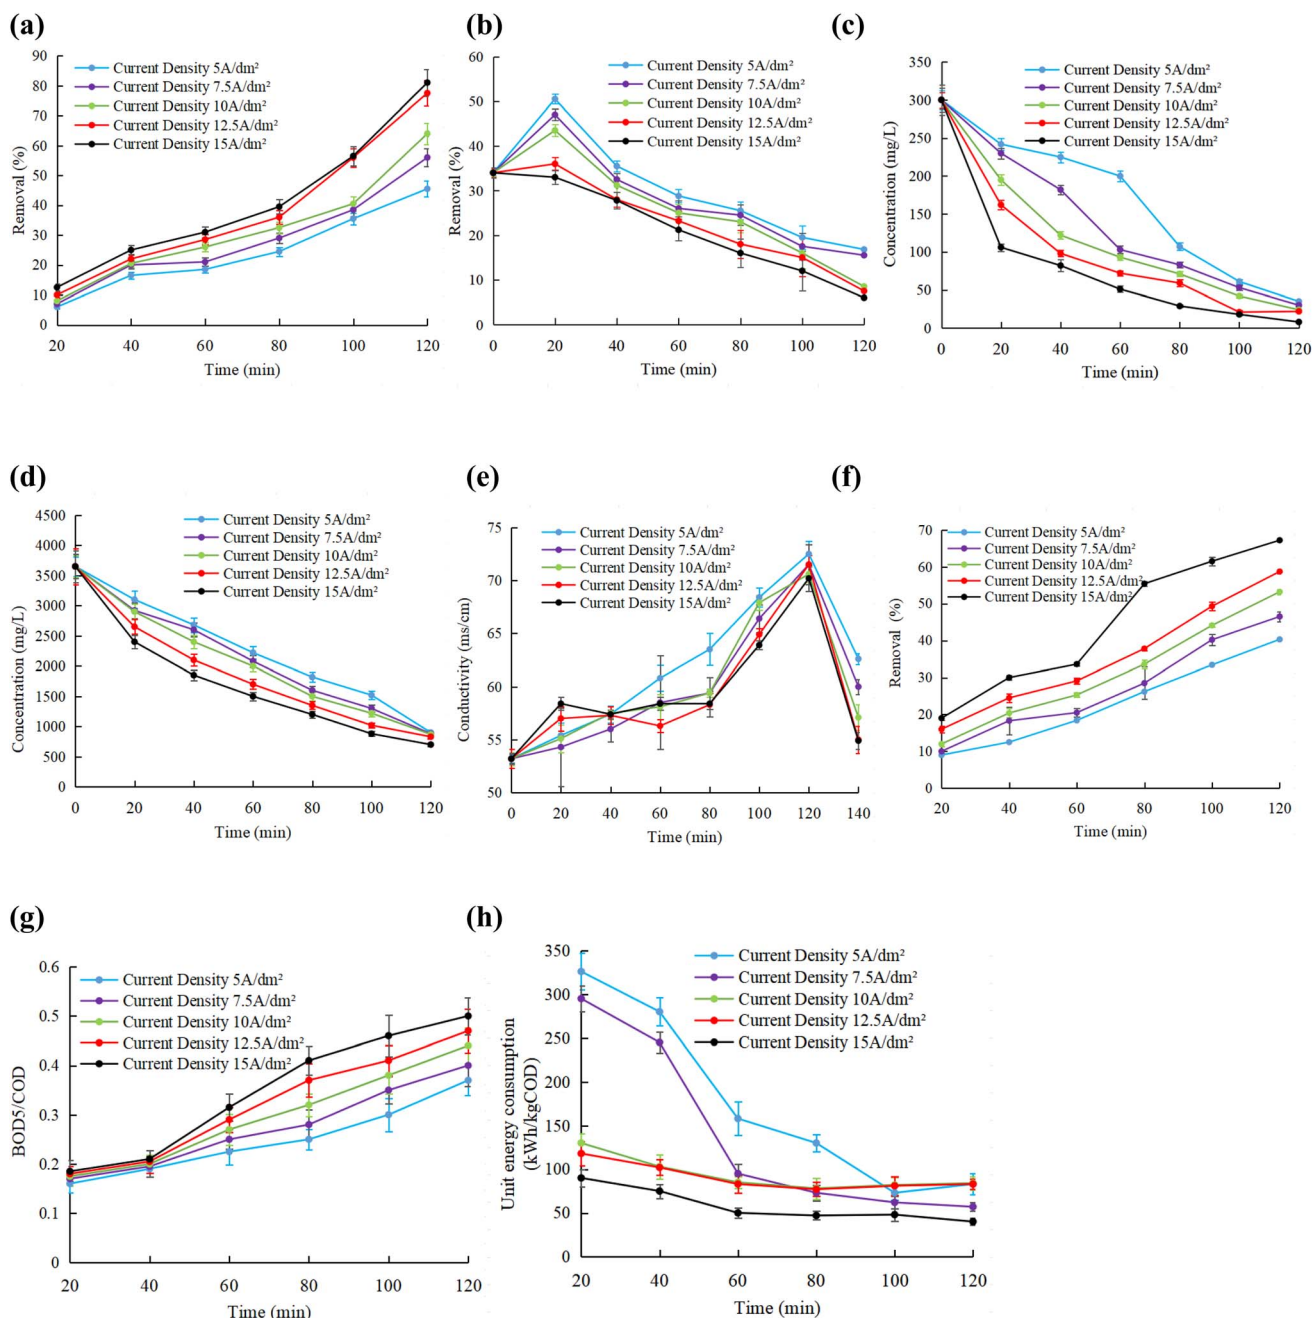 (a)
90
80
70
60
50
40
30
20
10
0
Removal (%)
Current Density 5A/dm²
Current Density 7.5A/dm²
Current Density 10A/dm²
Current Density 12.5A/dm²
Current Density 15A/dm²
20 40 60 80 100 120
Time (min)
(b)
60
50
40
30
20
10
0
Removal (%)
Current Density 5A/dm²
Current Density 7.5A/dm²
Current Density 10A/dm²
Current Density 12.5A/dm²
Current Density 15A/dm²
0 20 40 60 80 100 120
Time (min)
(c)
350
300
250
200
150
100
50
0
Concentration (mg/L)
Current Density 5A/dm²
Current Density 7.5A/dm²
Current Density 10A/dm²
Current Density 12.5A/dm²
Current Density 15A/dm²
0 20 40 60 80 100 120
Time (min)
(d)
4500
4000
3500
3000
2500
2000
1500
1000
500
0
Concentration (mg/L)
Current Density 5A/dm²
Current Density 7.5A/dm²
Current Density 10A/dm²
Current Density 12.5A/dm²
Current Density 15A/dm²
0 20 40 60 80 100 120
Time (min)
(e)
75
70
65
60
55
50
Conductivity (ms/cm)
Current Density 5A/dm²
Current Density 7.5A/dm²
Current Density 10A/dm²
Current Density 12.5A/dm²
Current Density 15A/dm²
0 20 40 60 80 100 120 140
Time (min)
(f)
70
60
50
40
30
20
10
0
Removal (%)
Current Density 5A/dm²
Current Density 7.5A/dm²
Current Density 10A/dm²
Current Density 12.5A/dm²
Current Density 15A/dm²
20 40 60 80 100 120
Time (min)
(g)
0.6
0.5
0.4
0.3
0.2
0.1
0
BOD5/COD
Current Density 5A/dm²
Current Density 7.5A/dm²
Current Density 10A/dm²
Current Density 12.5A/dm²
Current Density 15A/dm²
20 40 60 80 100 120
Time (min)
(h)
350
300
250
200
150
100
50
0
Unit energy consumption
(kWh/kgCOD)
Current Density 5A/dm²
Current Density 7.5A/dm²
Current Density 10A/dm²
Current Density 12.5A/dm²
Current Density 15A/dm²
20 40 60 80 100 120
Time (min)